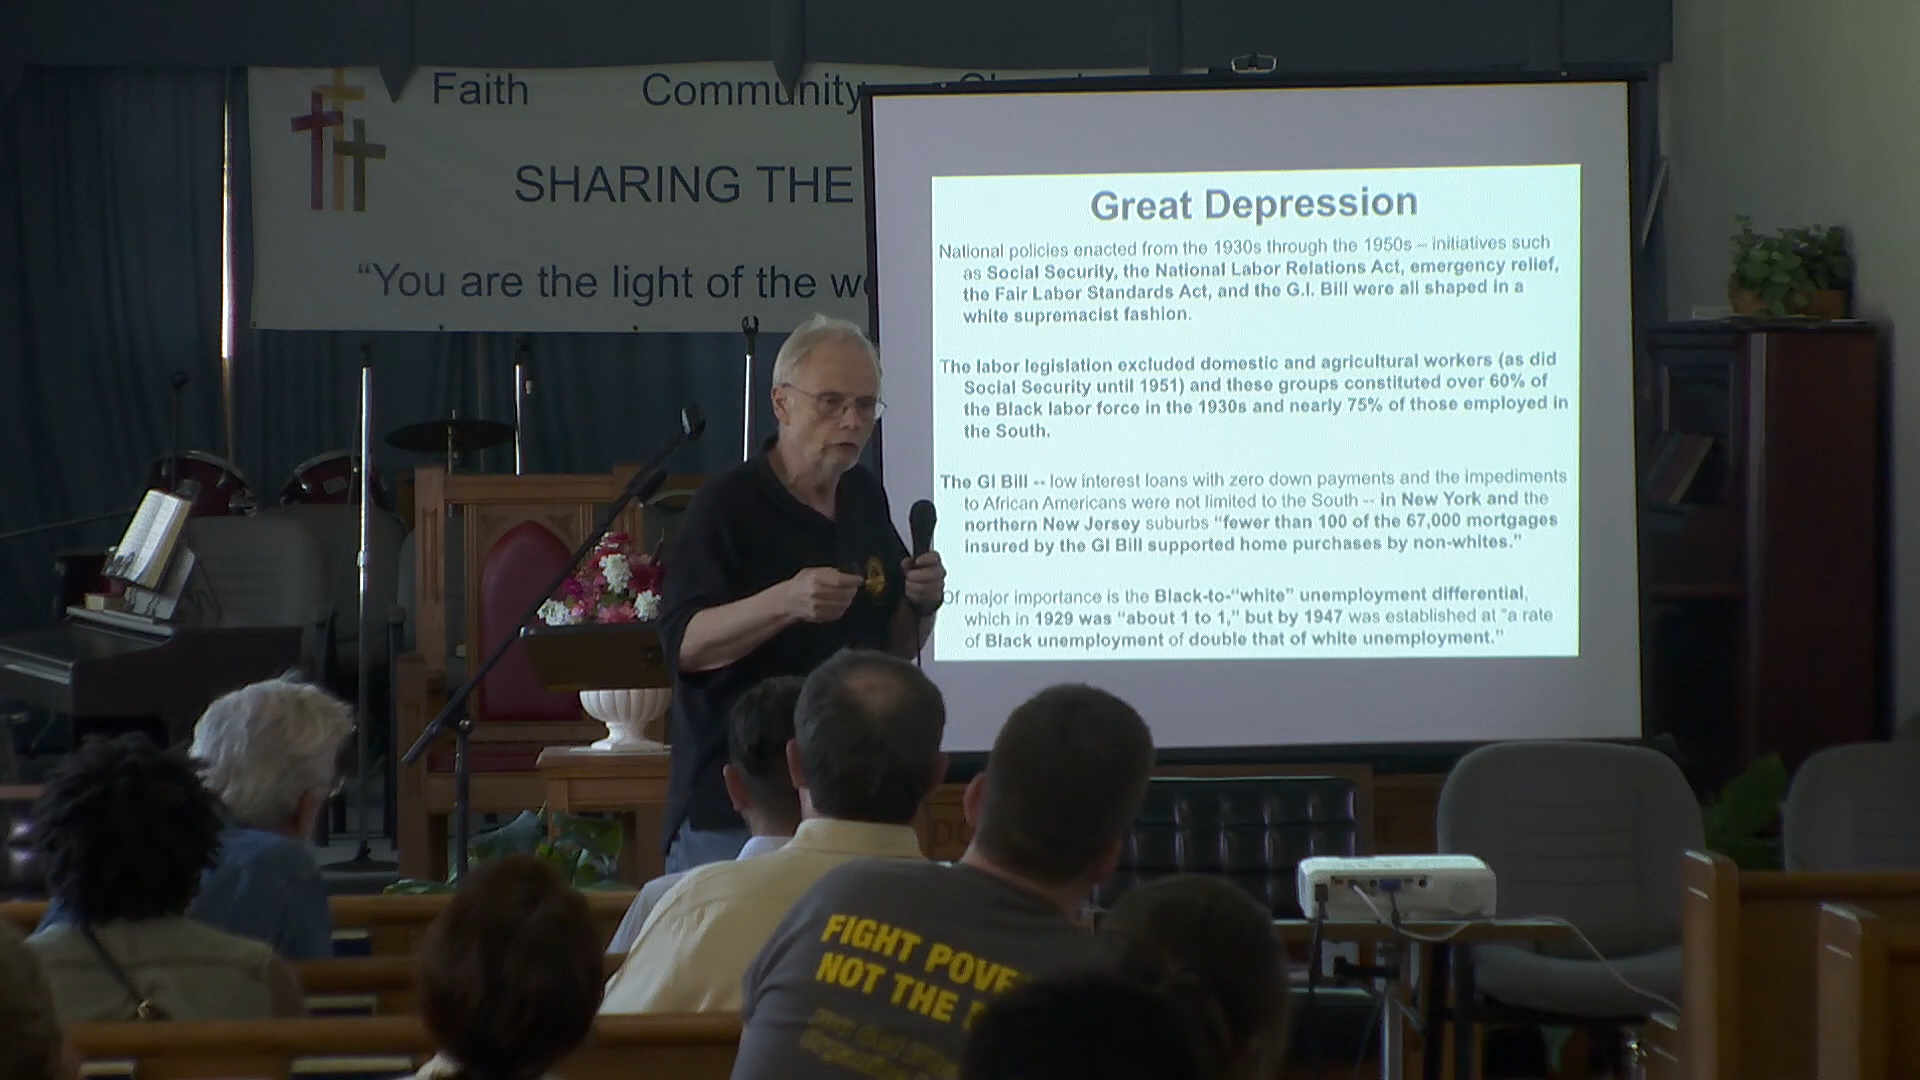 Faith Community
SHARING THE
"You are the light of the
Great Depression
National policies enacted from the 1930s through the 1950s – initiatives such
as Social Security, the National Labor Relations Act, emergency relief,
the Fair Labor Standards Act, and the G.I. Bill were all shaped in a
white supremacist fashion.
The labor legislation excluded domestic and agricultural workers (as did
Social Security until 1951) and these groups constituted over 60% of
the Black labor force in the 1930s and nearly 75% of those employed in
the South.
The GI Bill -- low interest loans with zero down payments and the impediments
to African Americans were not limited to the South -- in New York and the
northern New Jersey suburbs "fewer than 100 of the 67,000 mortgages
insured by the GI Bill supported home purchases by non-whites."
Of major importance is the Black-to-"white" unemployment differential,
which in 1929 was "about 1 to 1," but by 1947 was established at "a rate
of Black unemployment of double that of white unemployment."
FIGHT POVE
NOT THE